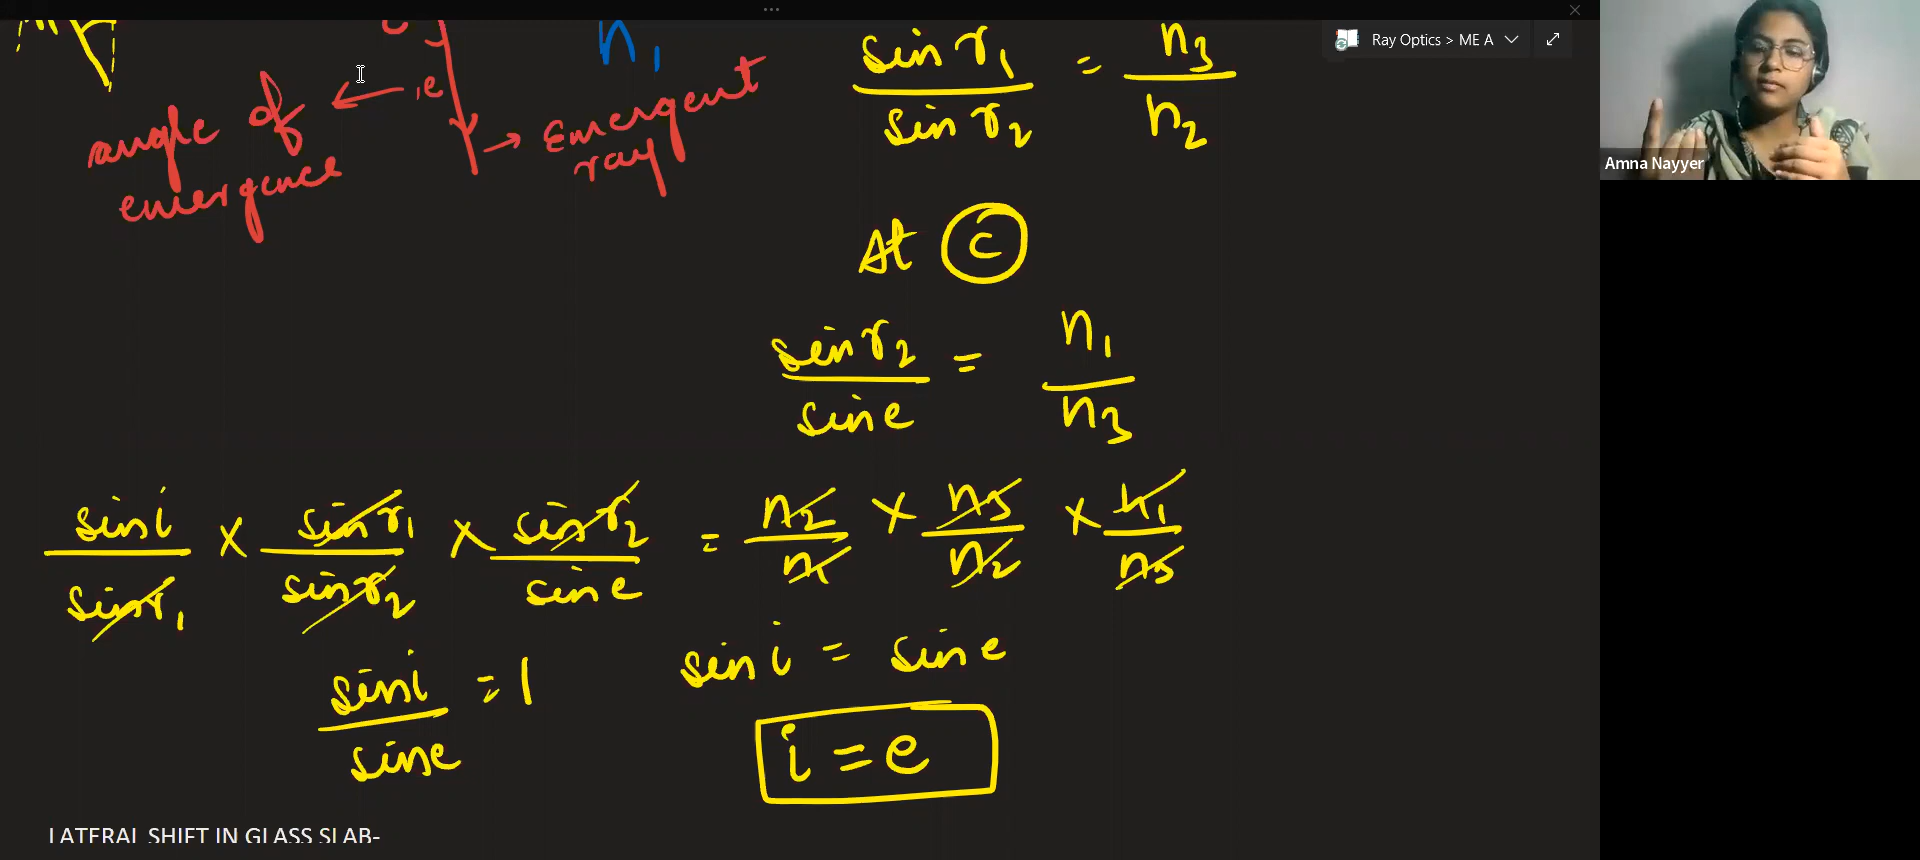 Ray Optics > ME A
Amna Nayyer
n₁
e
angle of
emergence
→ Emergent
ray
sin r₁ / sin r₂ = n₃ / n₂
At Ⓒ
sin r₂ / sin e = n₁ / n₃
sin i / sin r₁ × sin r₁ / sin r₂ × sin r₂ / sin e = n₂ / n₁ × n₃ / n₂ × n₁ / n₃
sin i / sin e = 1
sin i = sin e
i = e
LATERAL SHIFT IN GLASS SLAB-